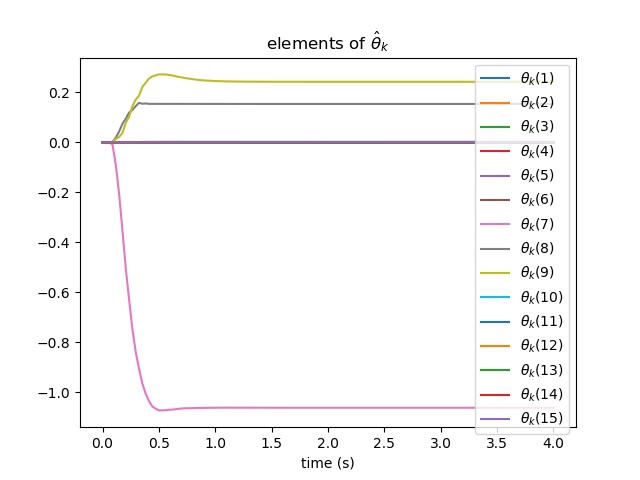 elements of θ̂ₖ
0.2
0.0
−0.2
−0.4
−0.6
−0.8
−1.0
0.0 0.5 1.0 1.5 2.0 2.5 3.0 3.5 4.0
time (s)
θₖ(1)
θₖ(2)
θₖ(3)
θₖ(4)
θₖ(5)
θₖ(6)
θₖ(7)
θₖ(8)
θₖ(9)
θₖ(10)
θₖ(11)
θₖ(12)
θₖ(13)
θₖ(14)
θₖ(15)